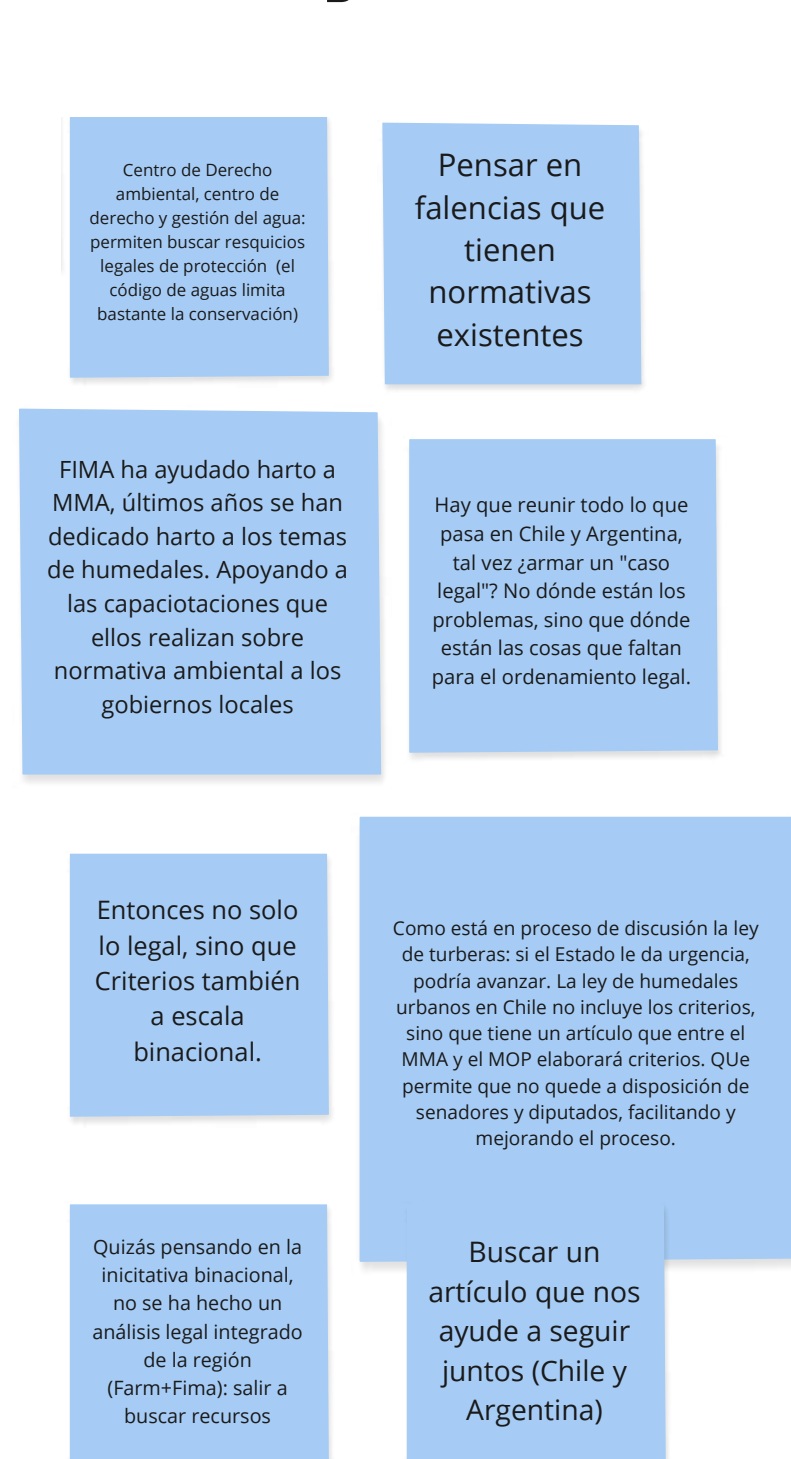 Centro de Derecho
ambiental, centro de
derecho y gestión del agua:
permiten buscar resquicios
legales de protección (el
código de aguas limita
bastante la conservación)
Pensar en
falencias que
tienen
normativas
existentes
FIMA ha ayudado harto a
MMA, últimos años se han
dedicado harto a los temas
de humedales. Apoyando a
las capaciotaciones que
ellos realizan sobre
normativa ambiental a los
gobiernos locales
Hay que reunir todo lo que
pasa en Chile y Argentina,
tal vez ¿armar un "caso
legal"? No dónde están los
problemas, sino que dónde
están las cosas que faltan
para el ordenamiento legal.
Entonces no solo
lo legal, sino que
Criterios también
a escala
binacional.
Como está en proceso de discusión la ley
de turberas: si el Estado le da urgencia,
podría avanzar. La ley de humedales
urbanos en Chile no incluye los criterios,
sino que tiene un artículo que entre el
MMA y el MOP elaborará criterios. QUe
permite que no quede a disposición de
senadores y diputados, facilitando y
mejorando el proceso.
Quizás pensando en la
inicitativa binacional,
no se ha hecho un
análisis legal integrado
de la región
(Farm+Fima): salir a
buscar recursos
Buscar un
artículo que nos
ayude a seguir
juntos (Chile y
Argentina)